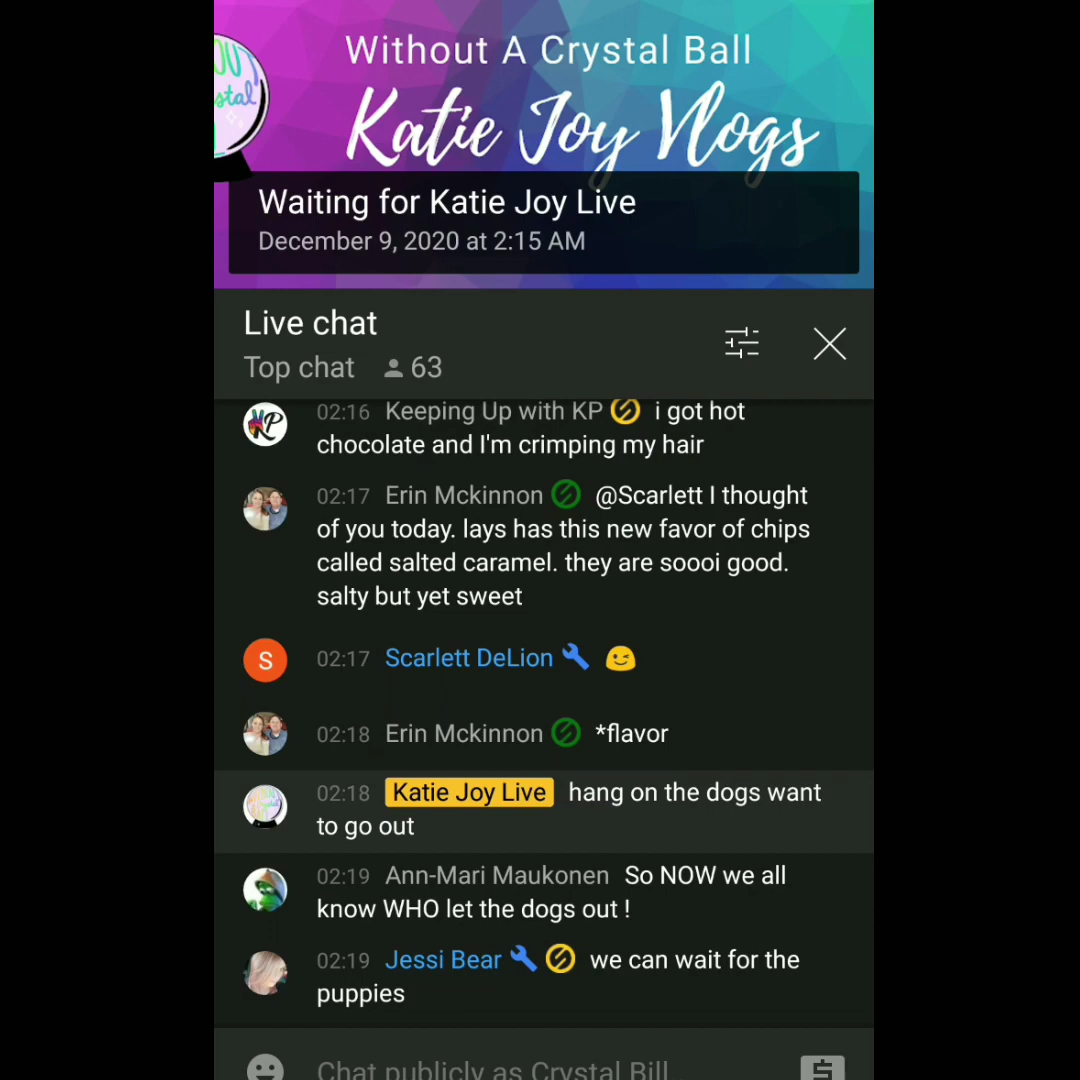 OUT
stal
Without A Crystal Ball
Katie Joy Vlogs
Waiting for Katie Joy Live
December 9, 2020 at 2:15 AM
Live chat
Top chat 63
KP
02:16 Keeping Up with KP i got hot
chocolate and I'm crimping my hair
02:17 Erin Mckinnon @Scarlett I thought
of you today. lays has this new favor of chips
called salted caramel. they are soooi good.
salty but yet sweet
S
02:17 Scarlett DeLion 😉
02:18 Erin Mckinnon *flavor
02:18 Katie Joy Live hang on the dogs want
to go out
02:19 Ann-Mari Maukonen So NOW we all
know WHO let the dogs out !
02:19 Jessi Bear we can wait for the
puppies
Chat publicly as Crystal Bill...
$